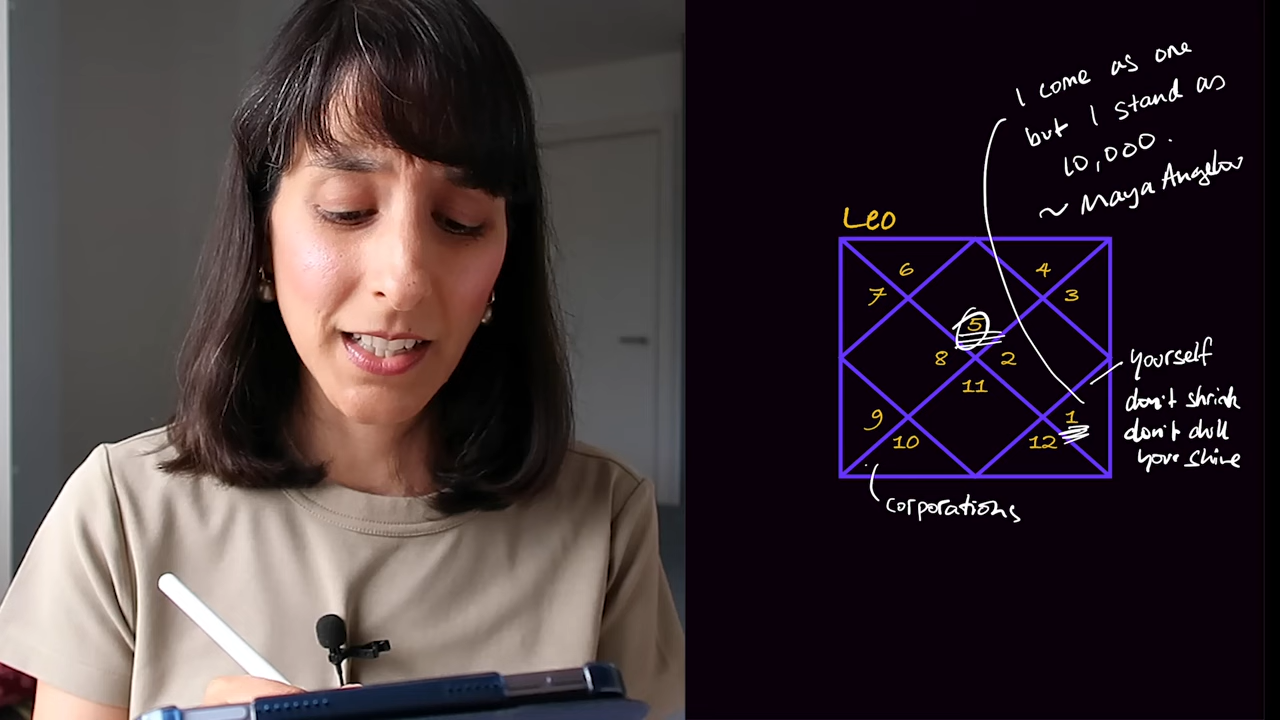 I come as one
but I stand as
10,000.
~ Maya Angelou
Leo
6
4
7
3
5
8
2
11
9
1
10
12
yourself
don't shrink
don't dull
your shine
corporations